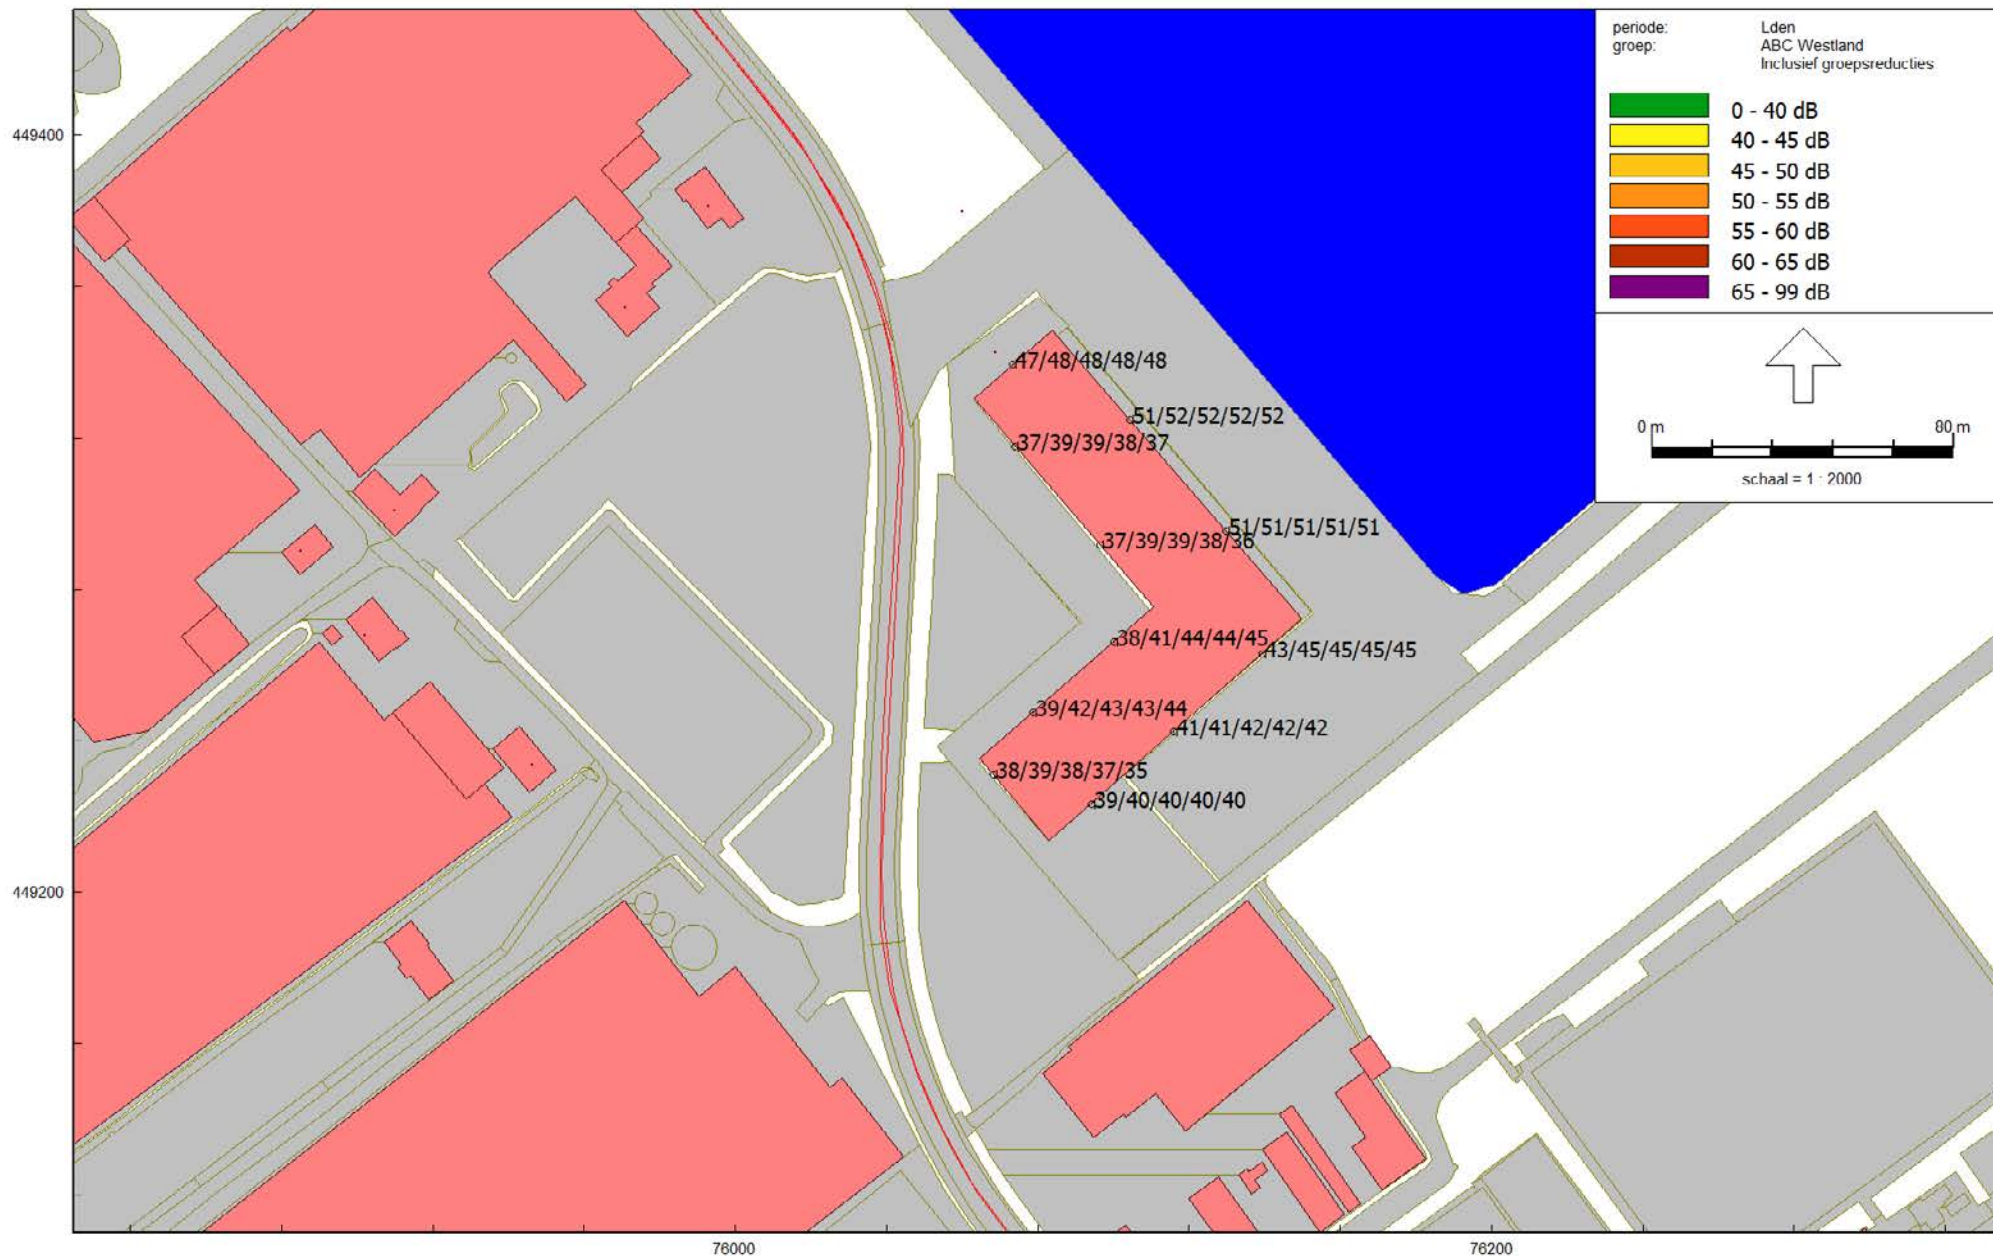 periode: Lden
groep: ABC Westland
Inclusief groepsreducties
0 - 40 dB
40 - 45 dB
45 - 50 dB
50 - 55 dB
55 - 60 dB
60 - 65 dB
65 - 99 dB
0 m 80 m
schaal = 1 : 2000
449400
47/48/48/48/48
51/52/52/52/52
37/39/39/38/37
51/51/51/51/51
37/39/39/38/36
38/41/44/44/45
43/45/45/45/45
39/42/43/43/44
41/41/42/42/42
38/39/38/37/35
39/40/40/40/40
449200
76000 76200